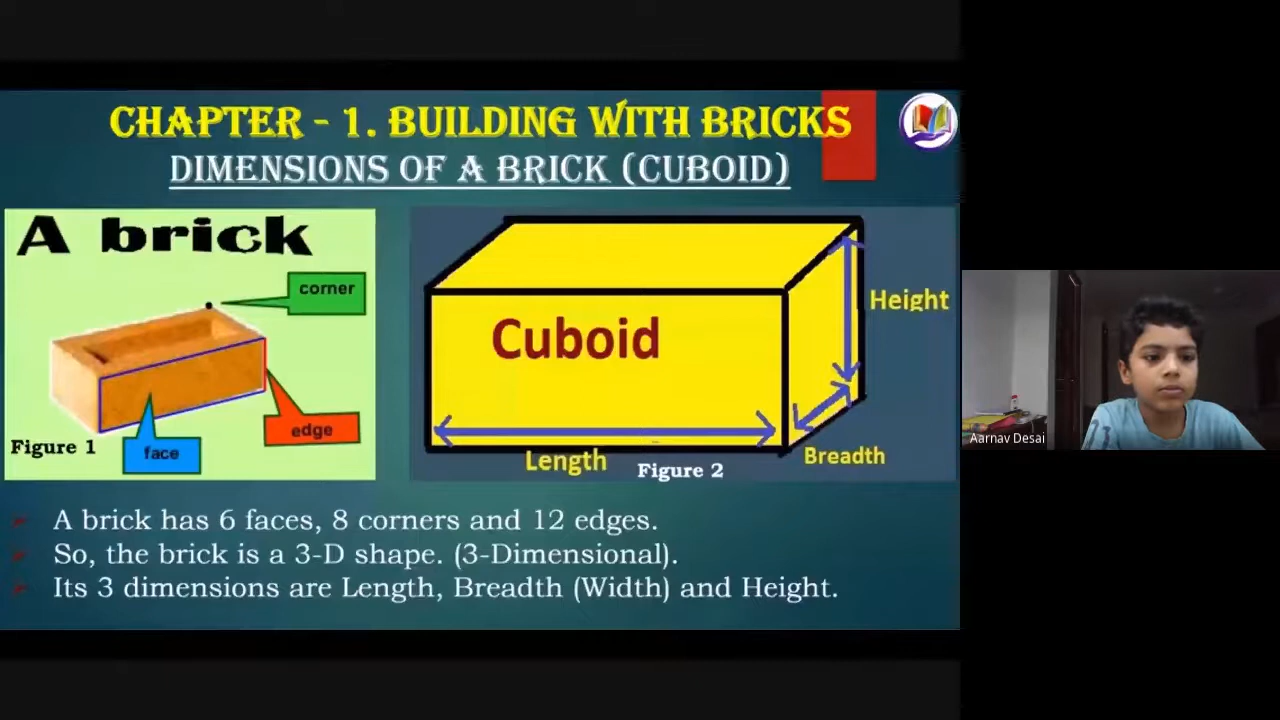 CHAPTER - 1. BUILDING WITH BRICKS
DIMENSIONS OF A BRICK (CUBOID)
A brick
corner
edge
face
Figure 1
Cuboid
Height
Length
Breadth
Figure 2
A brick has 6 faces, 8 corners and 12 edges.
So, the brick is a 3-D shape. (3-Dimensional).
Its 3 dimensions are Length, Breadth (Width) and Height.
Aarnav Desai